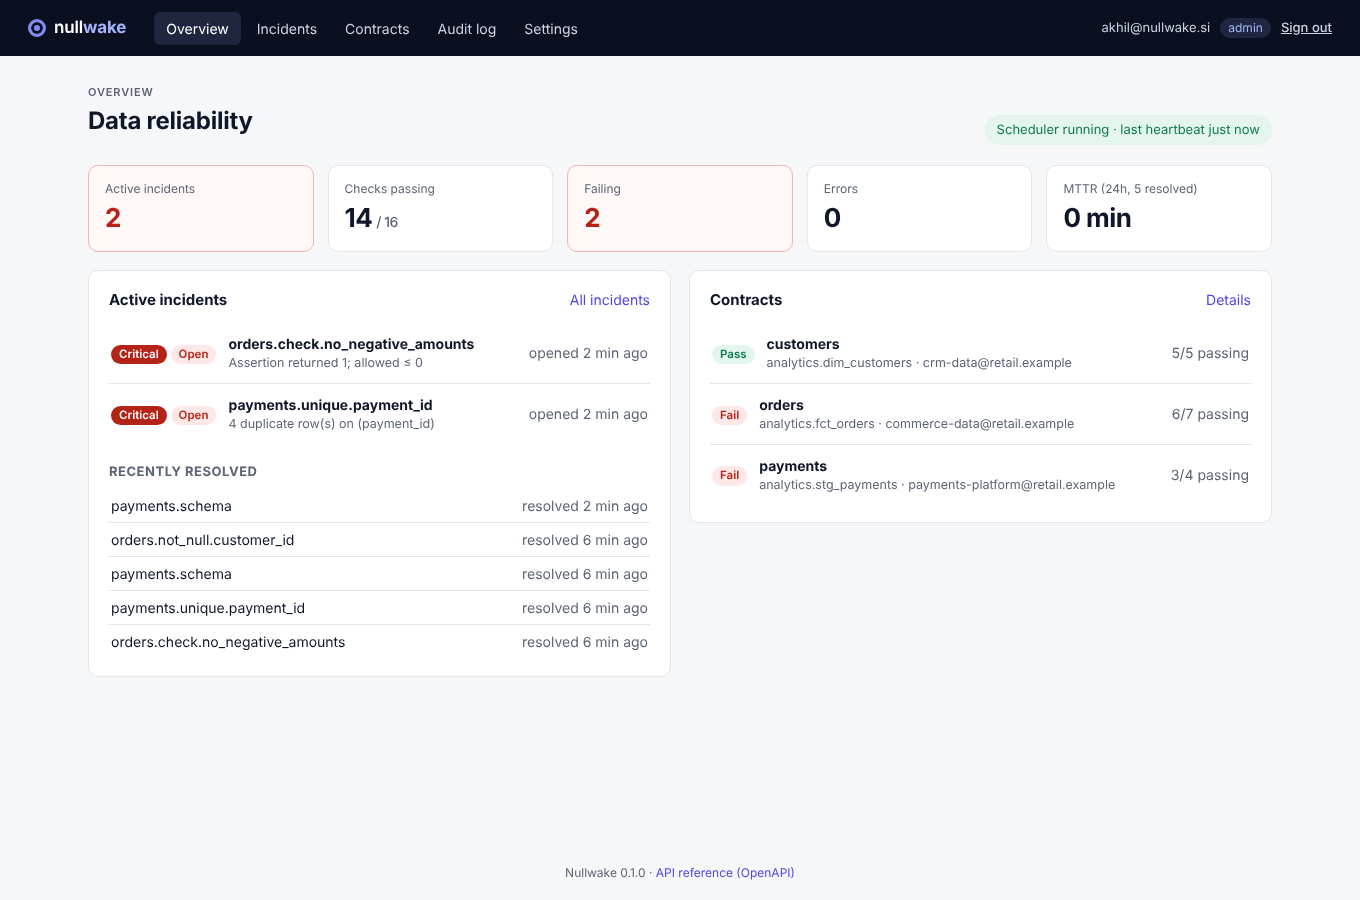 nullwake Overview Incidents Contracts Audit log Settings akhil@nullwake.si admin Sign out
OVERVIEW
Data reliability
Scheduler running · last heartbeat just now
Active incidents
2
Checks passing
14 / 16
Failing
2
Errors
0
MTTR (24h, 5 resolved)
0 min
Active incidents All incidents
Critical Open orders.check.no_negative_amounts opened 2 min ago
Assertion returned 1; allowed ≤ 0
Critical Open payments.unique.payment_id opened 2 min ago
4 duplicate row(s) on (payment_id)
RECENTLY RESOLVED
payments.schema resolved 2 min ago
orders.not_null.customer_id resolved 6 min ago
payments.schema resolved 6 min ago
payments.unique.payment_id resolved 6 min ago
orders.check.no_negative_amounts resolved 6 min ago
Contracts Details
Pass customers 5/5 passing
analytics.dim_customers · crm-data@retail.example
Fail orders 6/7 passing
analytics.fct_orders · commerce-data@retail.example
Fail payments 3/4 passing
analytics.stg_payments · payments-platform@retail.example
Nullwake 0.1.0 · API reference (OpenAPI)